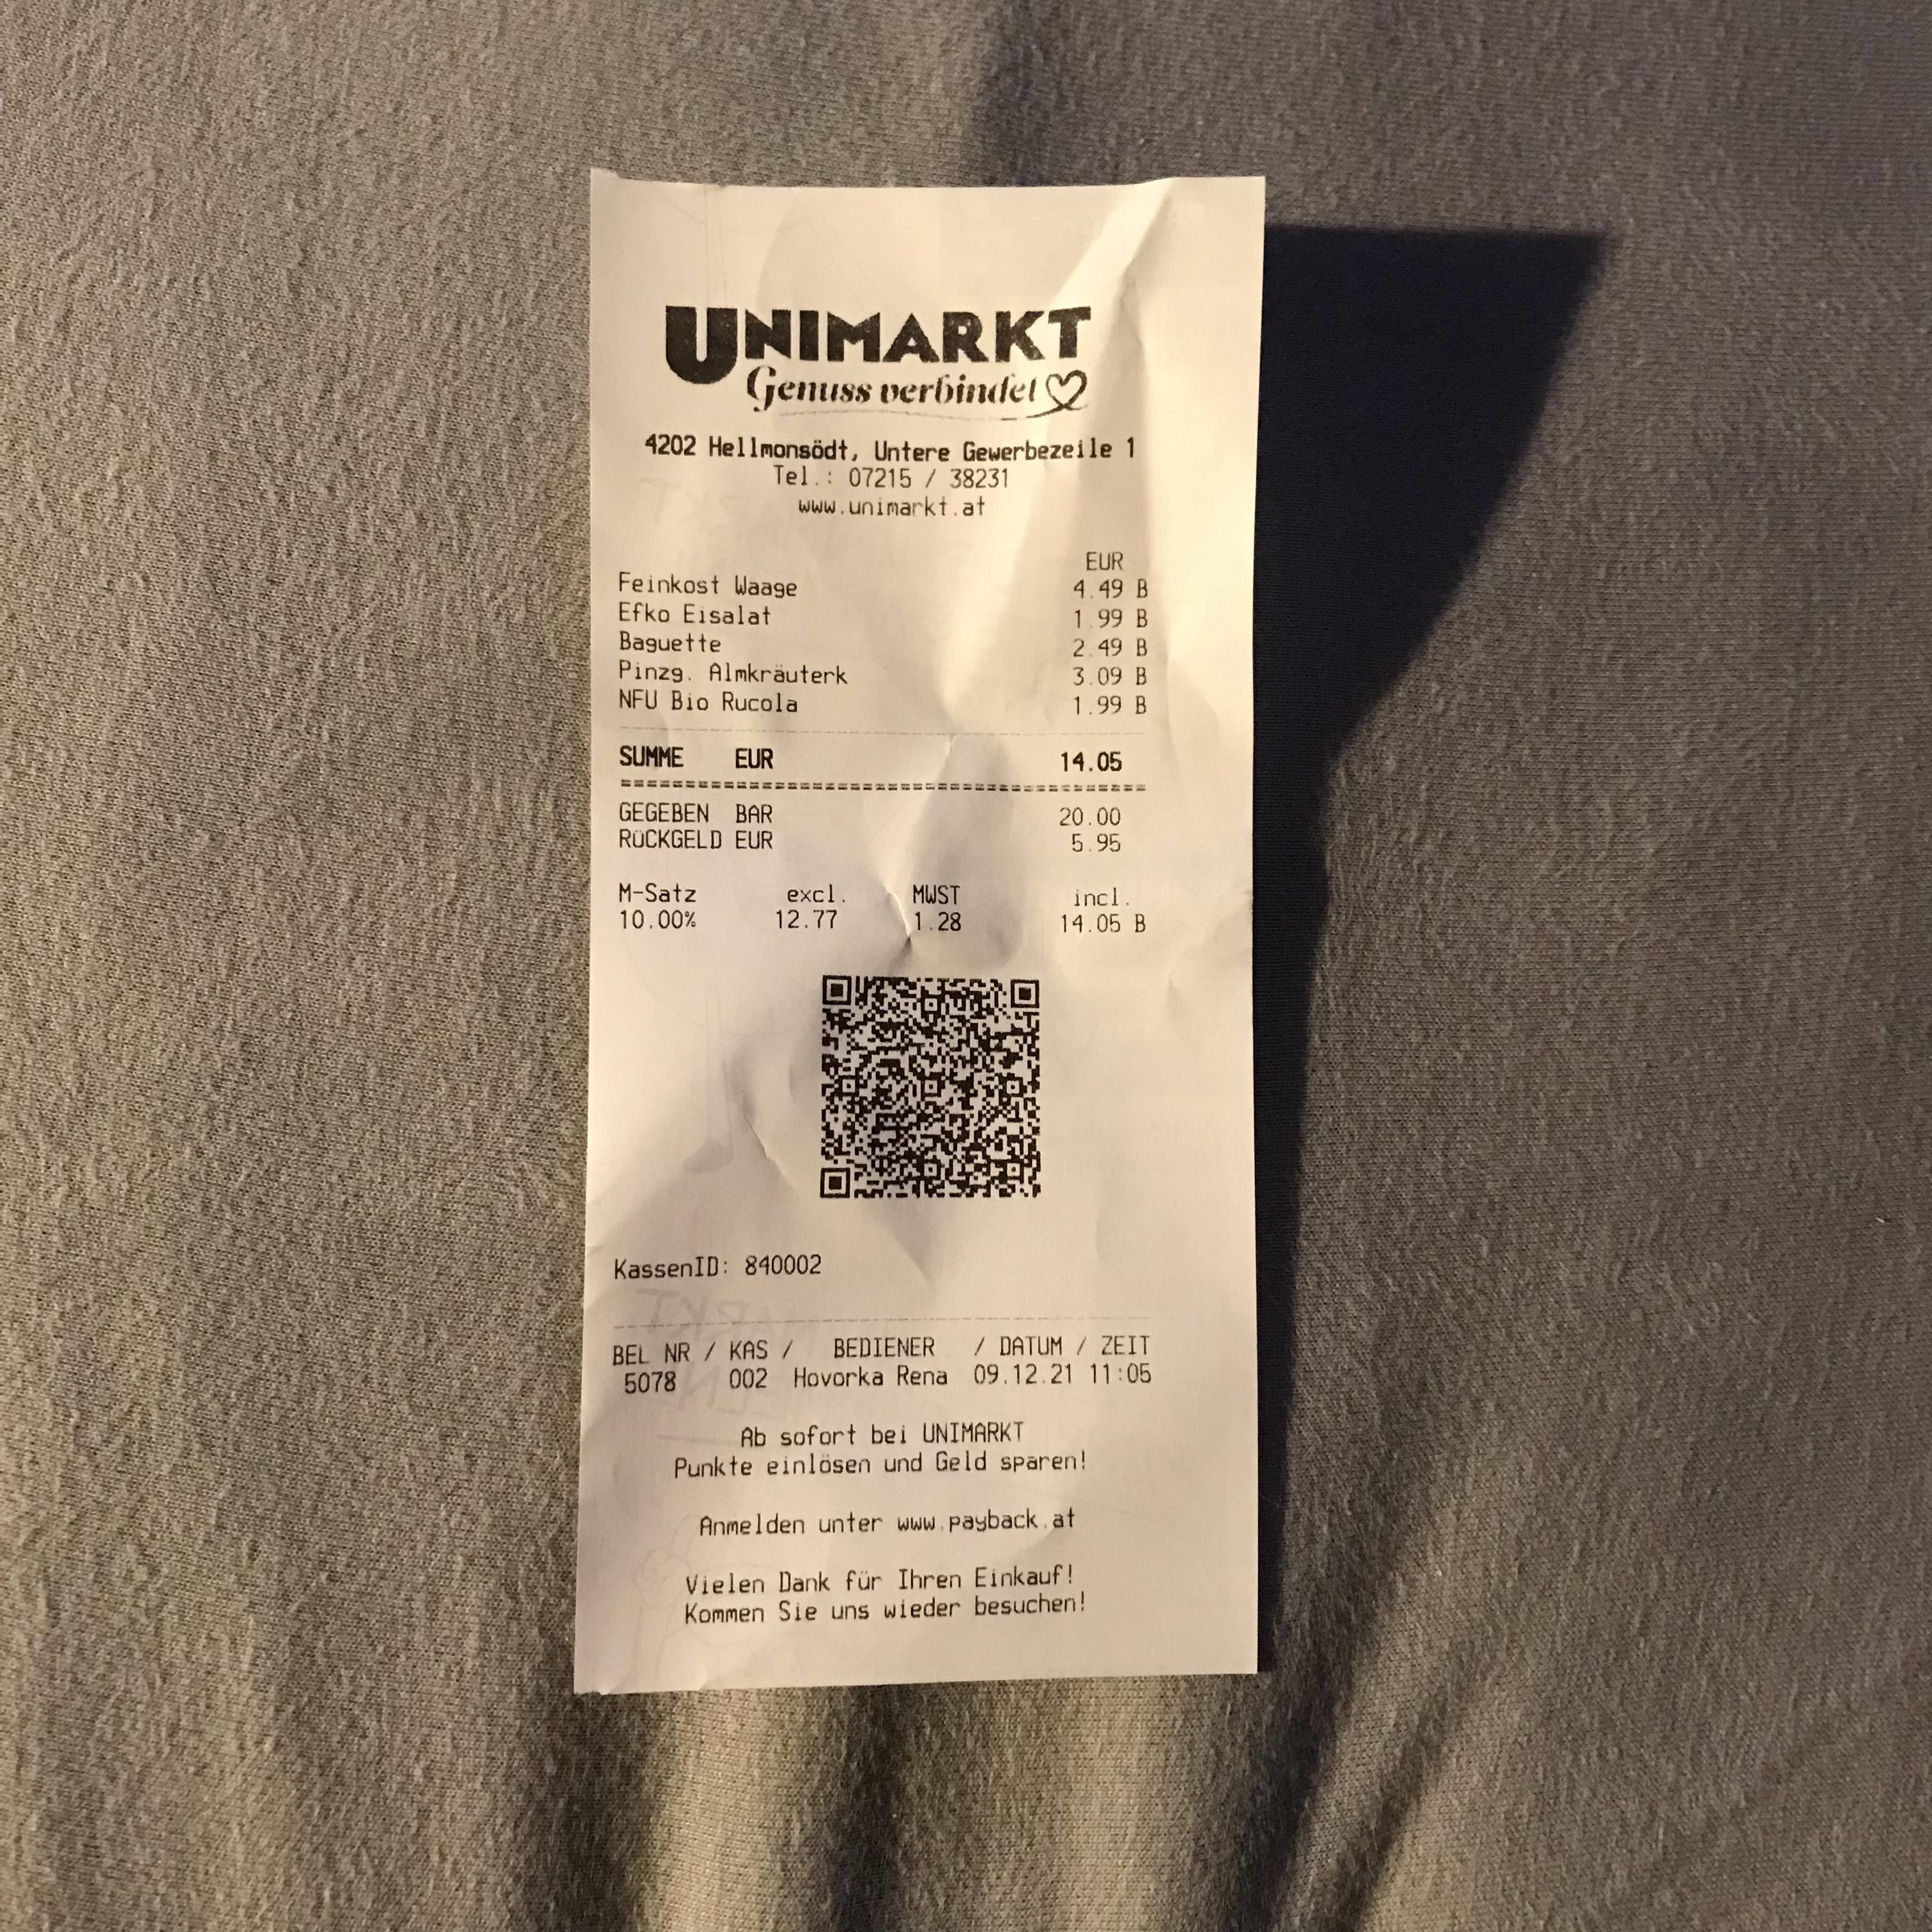 UNIMARKT
Genuss verbindet
4202 Hellmonsödt, Untere Gewerbezeile 1
Tel.: 07215 / 38231
www.unimarkt.at
EUR
Feinkost Waage 4.49 B
Efko Eisalat 1.99 B
Baguette 2.49 B
Pinzg. Almkräuterk 3.09 B
NFU Bio Rucola 1.99 B
SUMME EUR 14.05
GEGEBEN BAR 20.00
RÜCKGELD EUR 5.95
M-Satz excl. MWST incl.
10.00% 12.77 1.28 14.05 B
KassenID: 840002
BEL NR / KAS / BEDIENER / DATUM / ZEIT
5078 002 Hovorka Rena 09.12.21 11:05
Ab sofort bei UNIMARKT
Punkte einlösen und Geld sparen!
Anmelden unter www.payback.at
Vielen Dank für Ihren Einkauf!
Kommen Sie uns wieder besuchen!